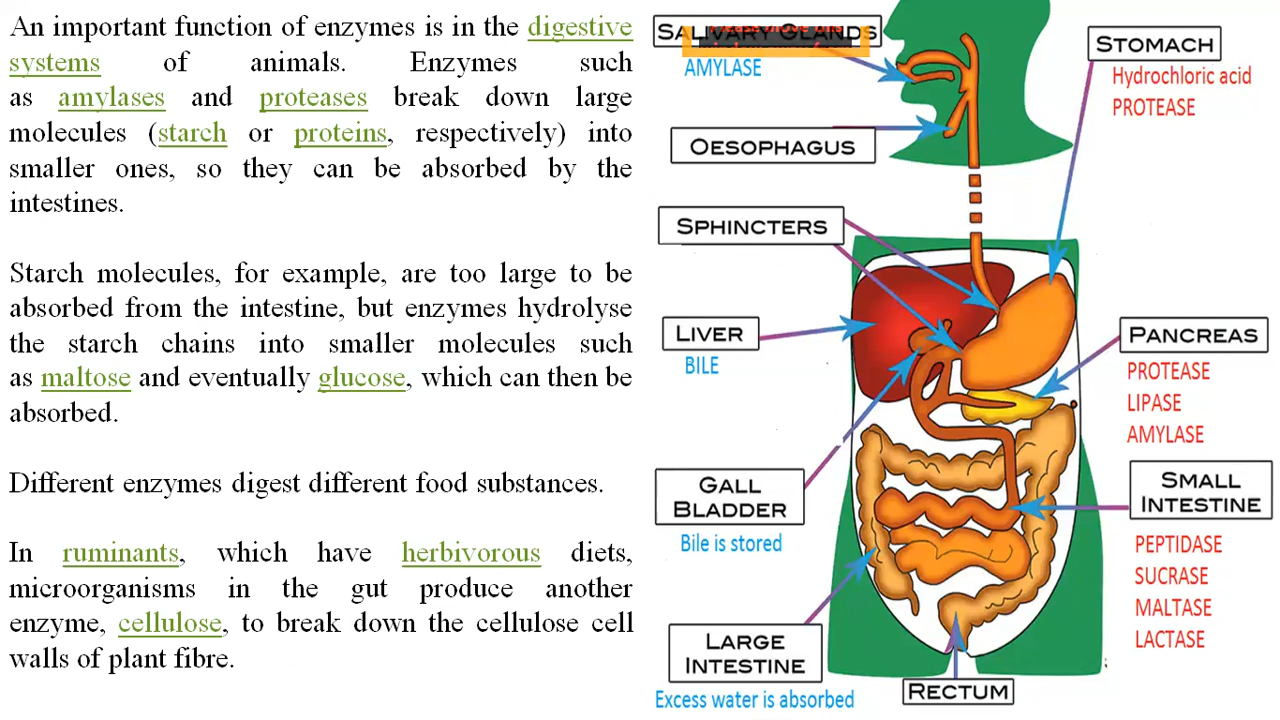 An important function of enzymes is in the digestive
systems of animals. Enzymes such
as amylases and proteases break down large
molecules (starch or proteins, respectively) into
smaller ones, so they can be absorbed by the
intestines.
Starch molecules, for example, are too large to be
absorbed from the intestine, but enzymes hydrolyse
the starch chains into smaller molecules such
as maltose and eventually glucose, which can then be
absorbed.
Different enzymes digest different food substances.
In ruminants, which have herbivorous diets,
microorganisms in the gut produce another
enzyme, cellulose, to break down the cellulose cell
walls of plant fibre.
SALIVARY GLANDS
AMYLASE
STOMACH
Hydrochloric acid
PROTEASE
OESOPHAGUS
SPHINCTERS
LIVER
BILE
PANCREAS
PROTEASE
LIPASE
AMYLASE
GALL
BLADDER
Bile is stored
SMALL
INTESTINE
PEPTIDASE
SUCRASE
MALTASE
LACTASE
LARGE
INTESTINE
Excess water is absorbed
RECTUM